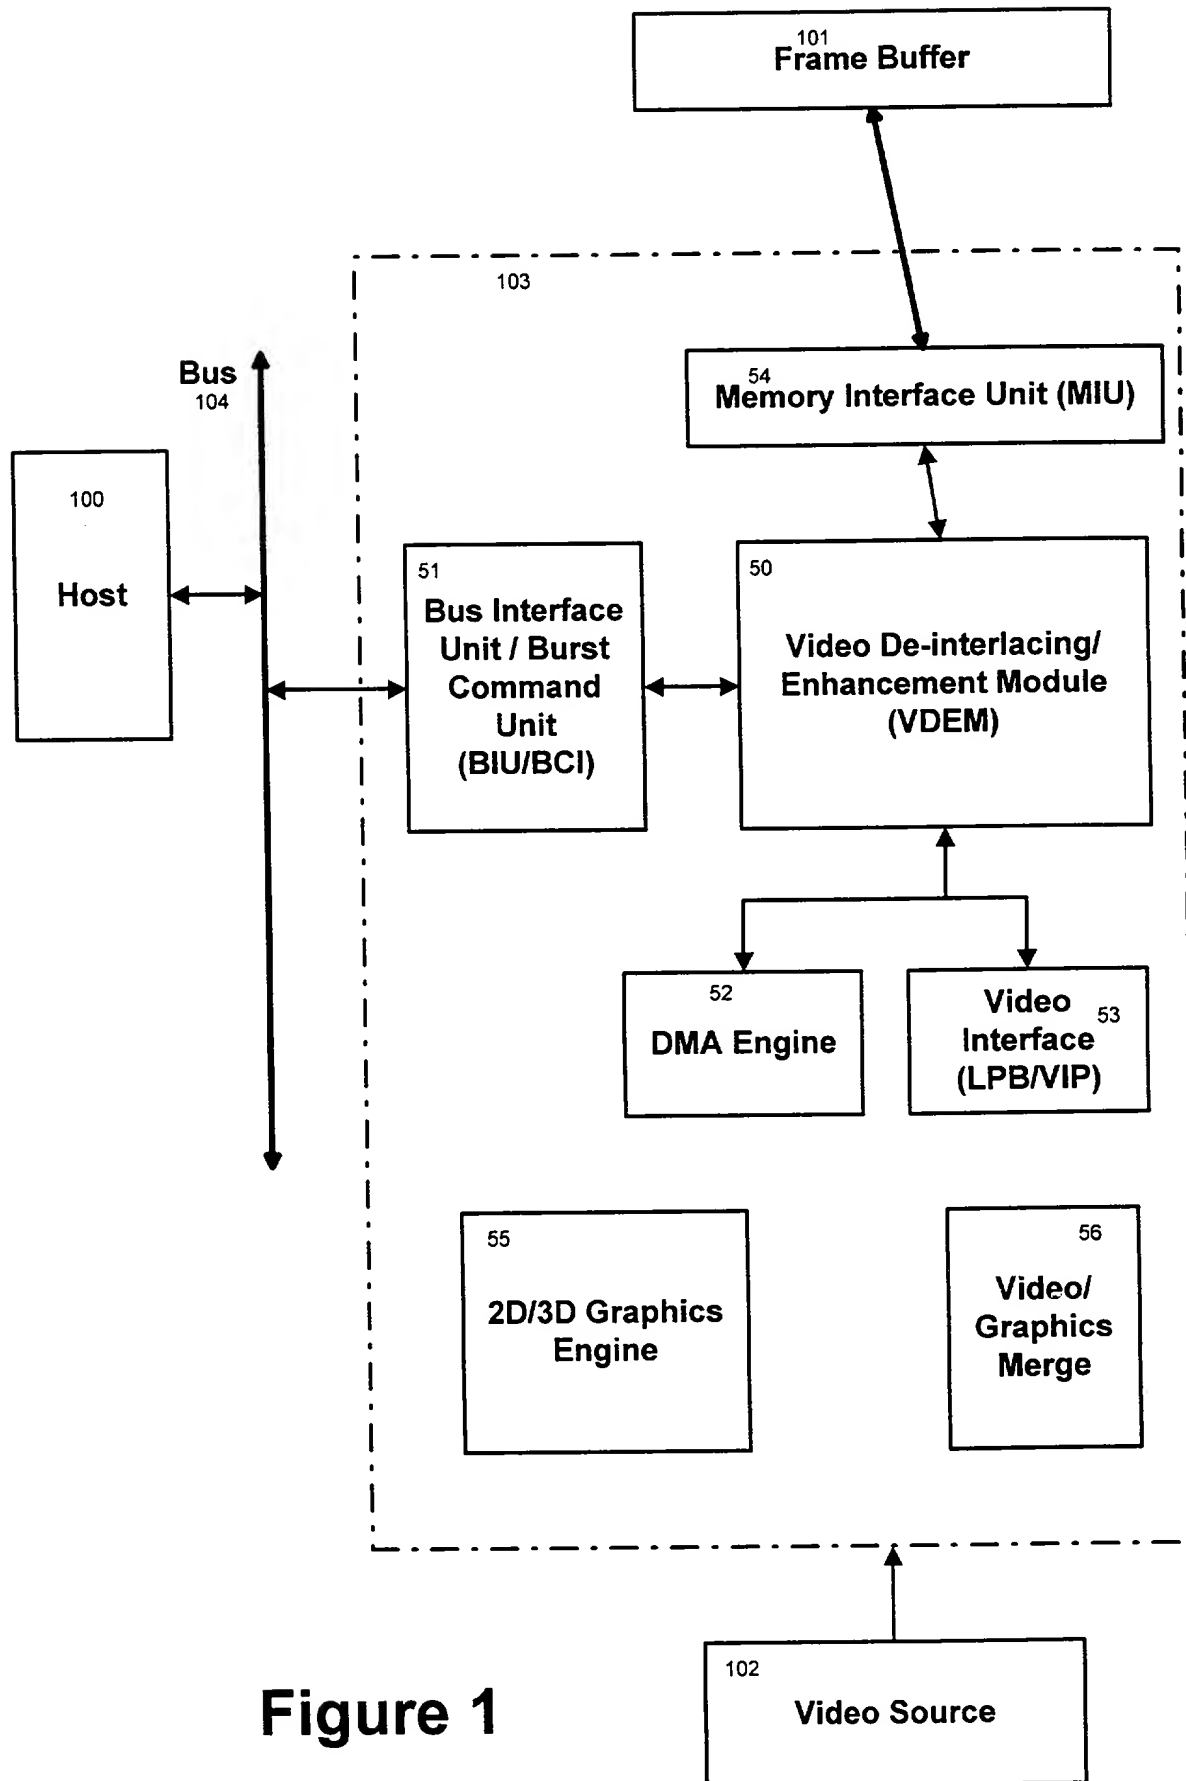 101
Frame Buffer
103
Bus
104
54
Memory Interface Unit (MIU)
100
Host
51
Bus Interface
Unit / Burst
Command
Unit
(BIU/BCI)
50
Video De-interlacing/
Enhancement Module
(VDEM)
52
DMA Engine
Video
53
Interface
(LPB/VIP)
55
2D/3D Graphics
Engine
56
Video/
Graphics
Merge
102
Video Source
Figure 1